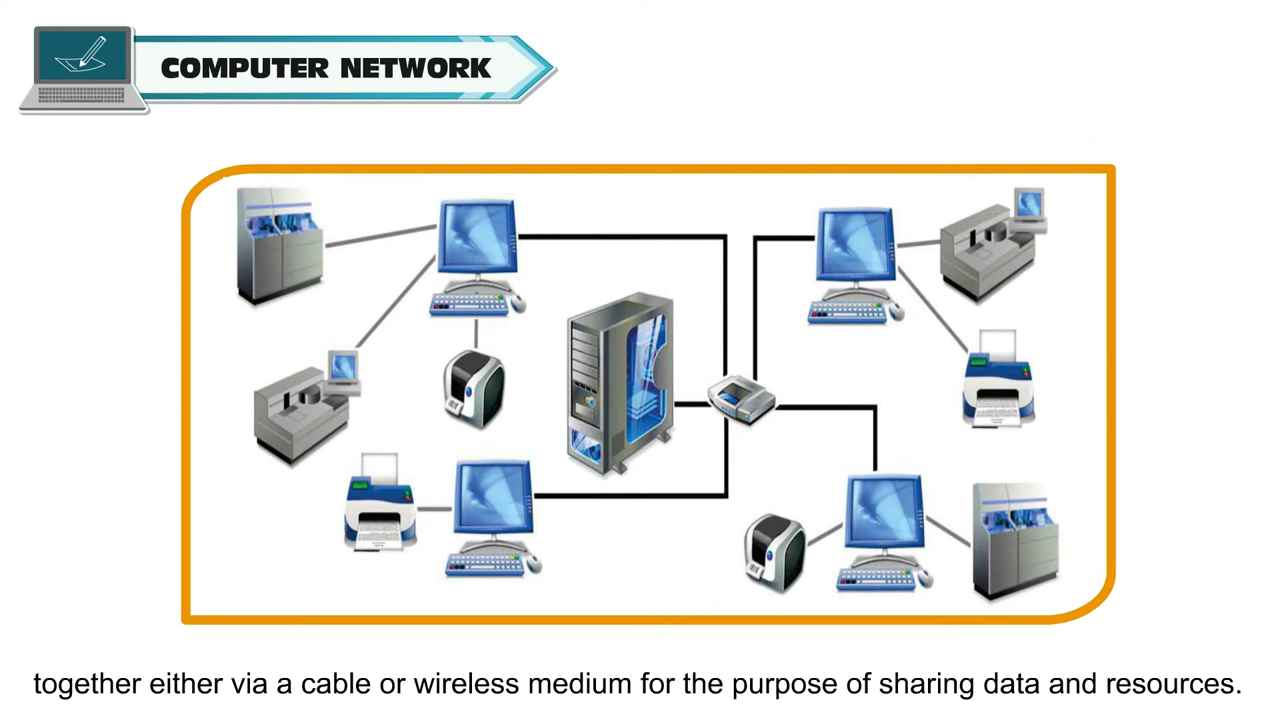 COMPUTER NETWORK
together either via a cable or wireless medium for the purpose of sharing data and resources.